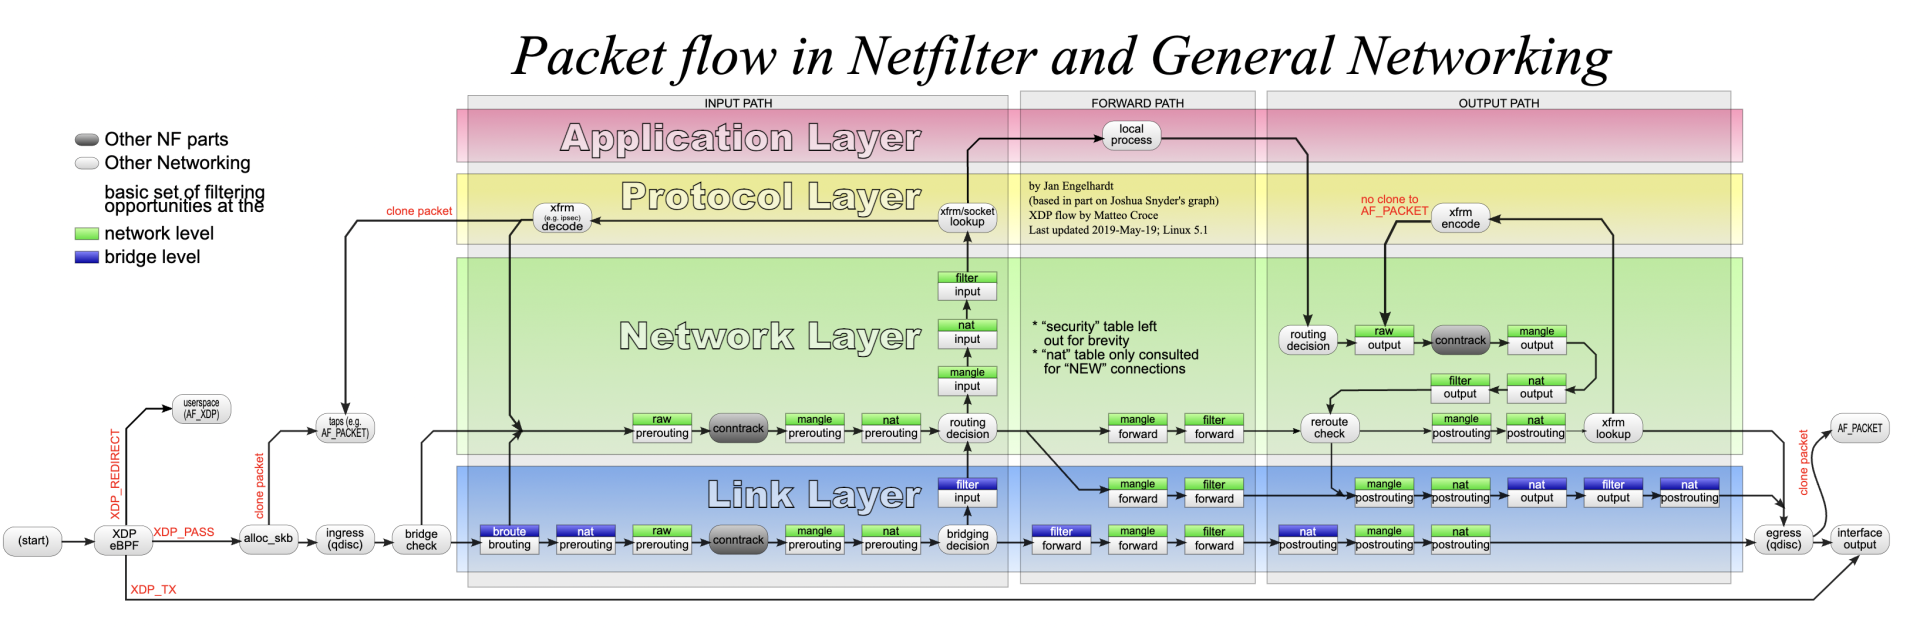 Packet flow in Netfilter and General Networking
INPUT PATH
FORWARD PATH
OUTPUT PATH
Other NF parts
Other Networking
basic set of filtering
opportunities at the
network level
bridge level
Application Layer
local
process
Protocol Layer
by Jan Engelhardt
(based in part on Joshua Snyder's graph)
XDP flow by Matteo Croce
Last updated 2019-May-19; Linux 5.1
clone packet
xfrm
(e.g. ipsec)
decode
xfrm/socket
lookup
no clone to
AF_PACKET
xfrm
encode
Network Layer
filter
input
nat
input
mangle
input
* “security” table left
out for brevity
* “nat” table only consulted
for “NEW” connections
routing
decision
raw
output
conntrack
mangle
output
filter
output
nat
output
userspace
(AF_XDP)
taps (e.g.
AF_PACKET)
raw
prerouting
conntrack
mangle
prerouting
nat
prerouting
routing
decision
mangle
forward
filter
forward
reroute
check
mangle
postrouting
nat
postrouting
xfrm
lookup
AF_PACKET
XDP_REDIRECT
clone packet
clone packet
Link Layer
filter
input
mangle
forward
filter
forward
mangle
postrouting
nat
postrouting
nat
output
filter
output
nat
postrouting
(start)
XDP
eBPF
XDP_PASS
alloc_skb
ingress
(qdisc)
bridge
check
broute
brouting
nat
prerouting
raw
prerouting
conntrack
mangle
prerouting
nat
prerouting
bridging
decision
filter
forward
mangle
forward
filter
forward
nat
postrouting
mangle
postrouting
nat
postrouting
egress
(qdisc)
interface
output
XDP_TX